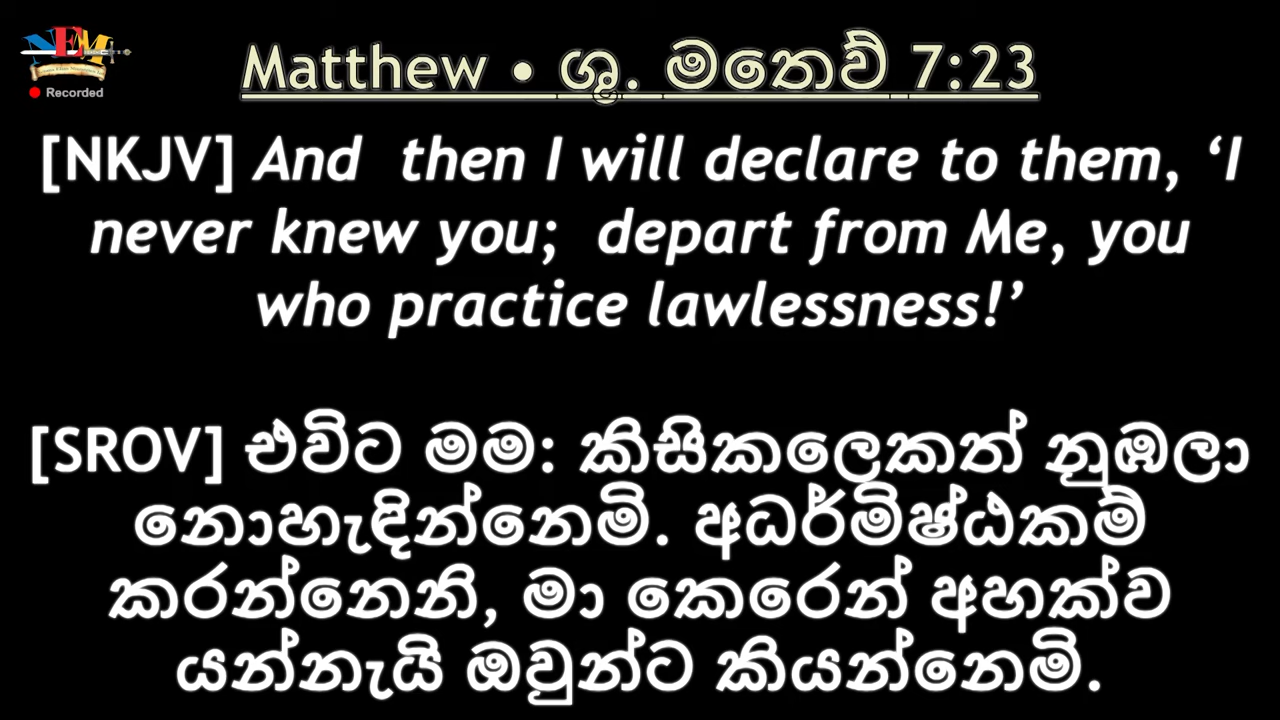 NEM
Recorded
Matthew • ශු. මතෙව් 7:23
[NKJV] And then I will declare to them, ‘I
never knew you; depart from Me, you
who practice lawlessness!’
[SROV] එවිට මම: කිසිකලෙකත් නුඹලා
නොහැඳින්නෙමි. අධර්මිෂ්ඨකම්
කරන්නෙනි, මා කෙරෙන් අහක්ව
යන්නැයි ඔවුන්ට කියන්නෙමි.